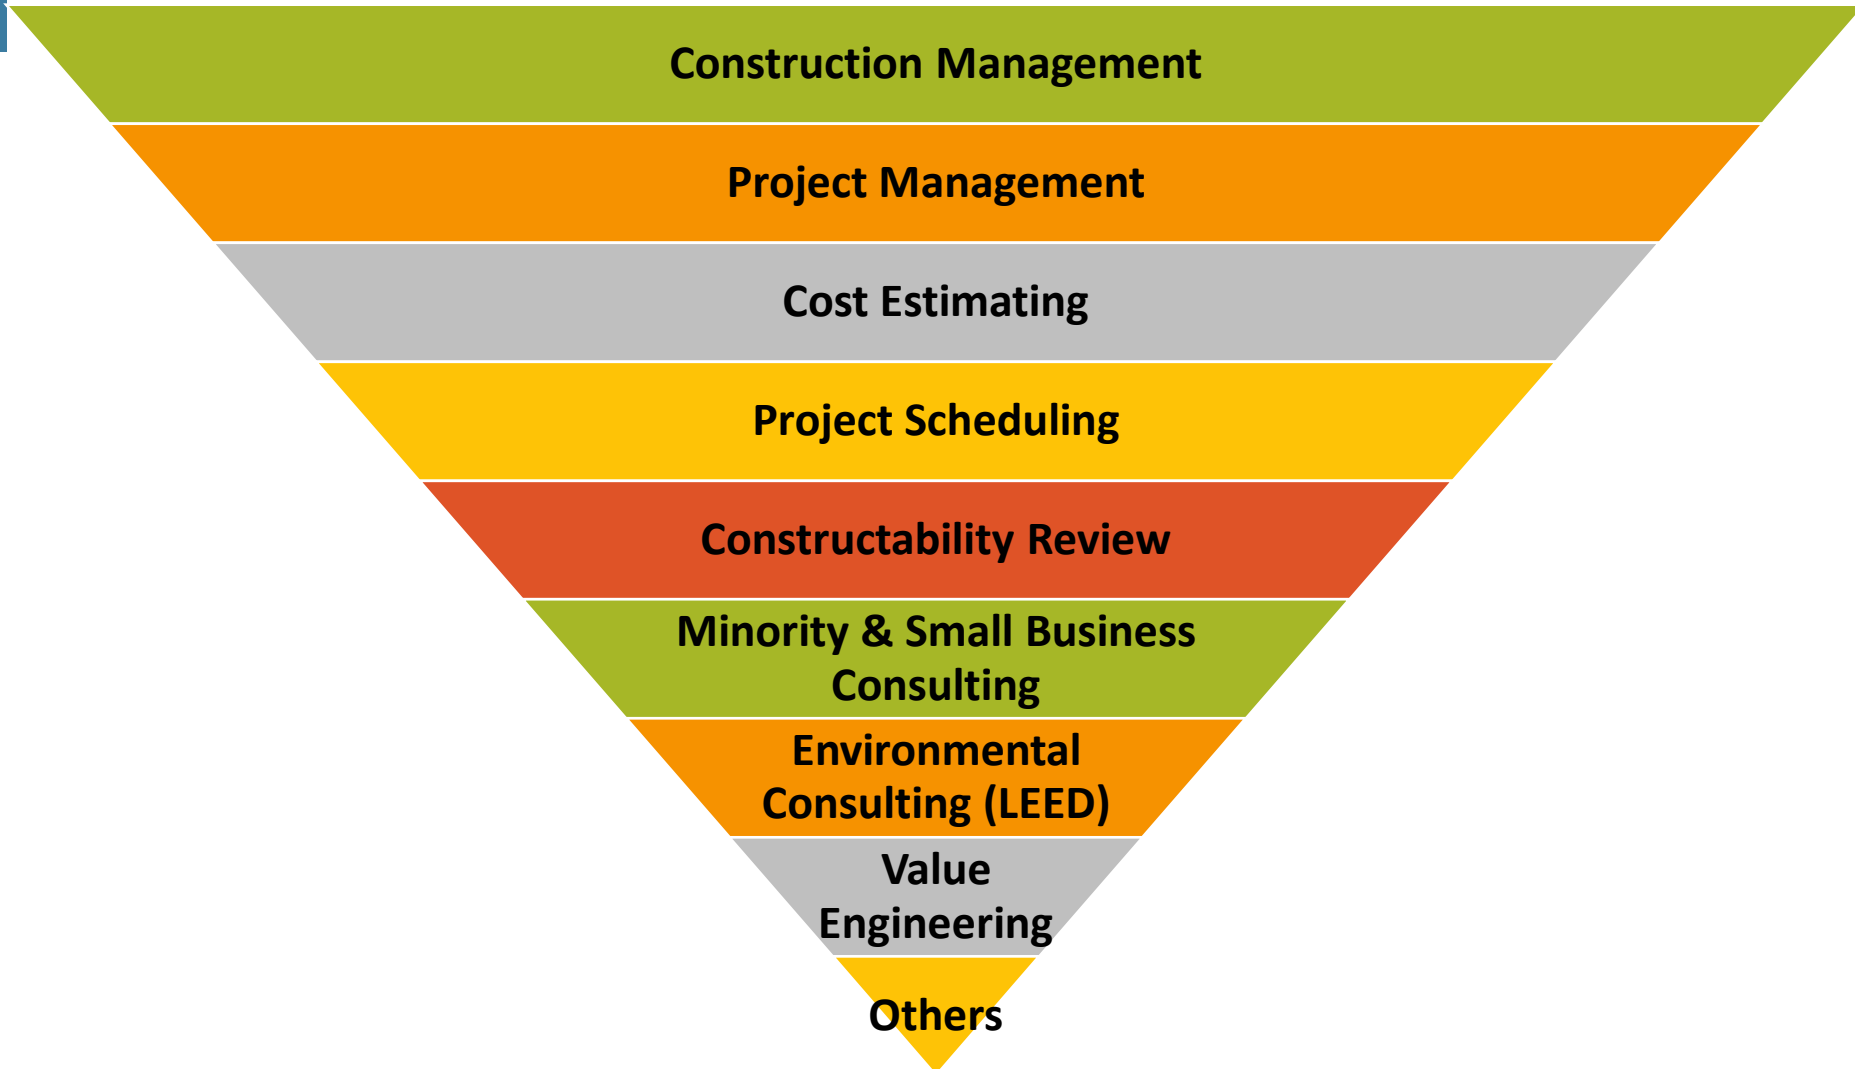 Construction Management
Project Management
Cost Estimating
Project Scheduling
Constructability Review
Minority & Small Business
Consulting
Environmental
Consulting (LEED)
Value
Engineering
Others